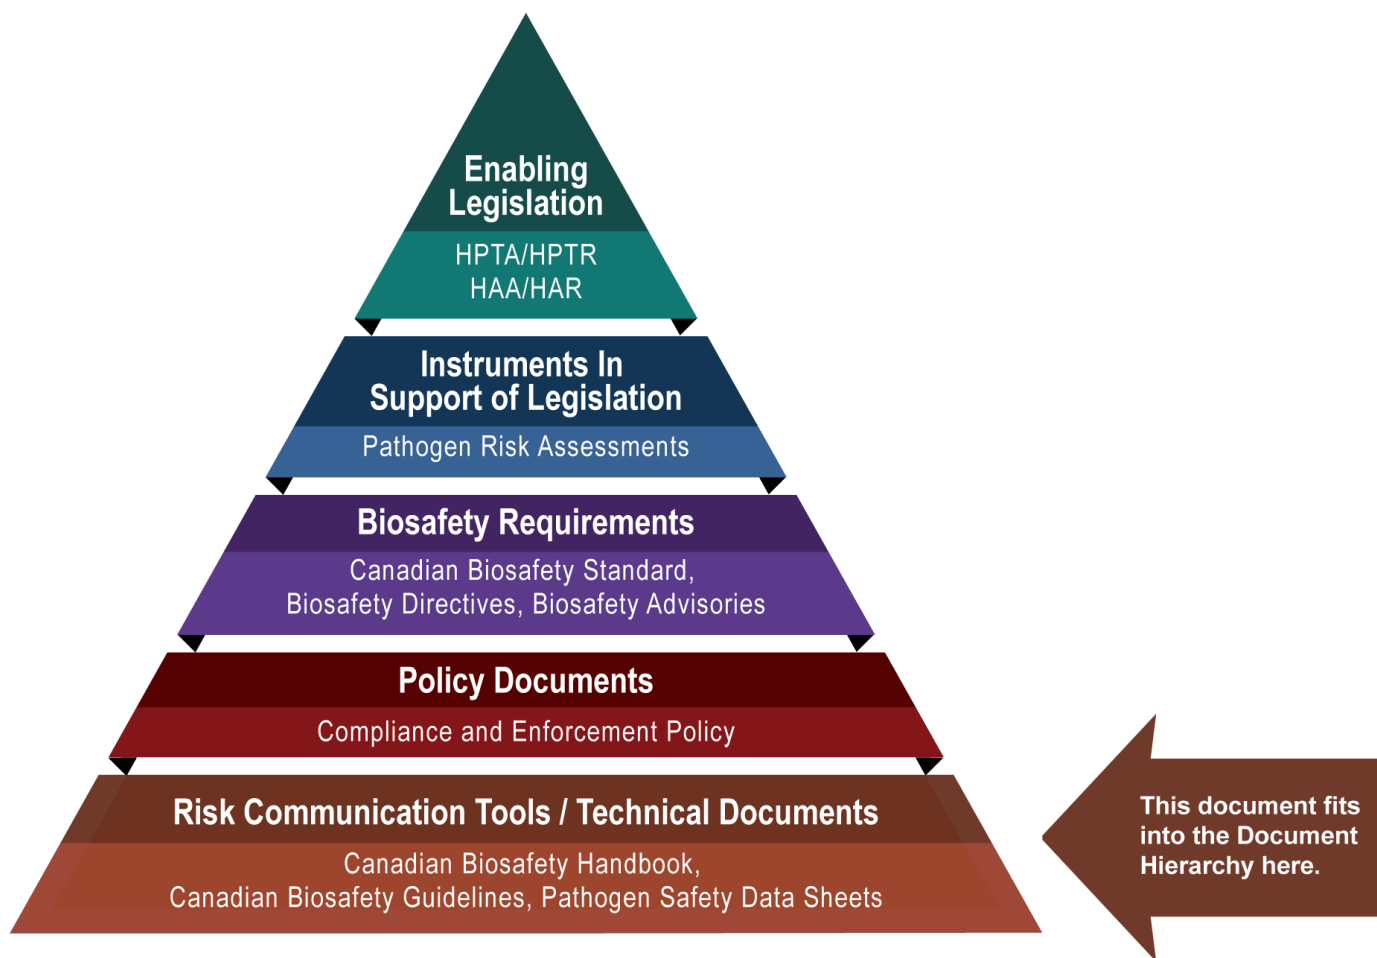 Enabling
Legislation
HPTA/HPTR
HAA/HAR
Instruments In
Support of Legislation
Pathogen Risk Assessments
Biosafety Requirements
Canadian Biosafety Standard,
Biosafety Directives, Biosafety Advisories
Policy Documents
Compliance and Enforcement Policy
Risk Communication Tools / Technical Documents
Canadian Biosafety Handbook,
Canadian Biosafety Guidelines, Pathogen Safety Data Sheets
This document fits
into the Document
Hierarchy here.